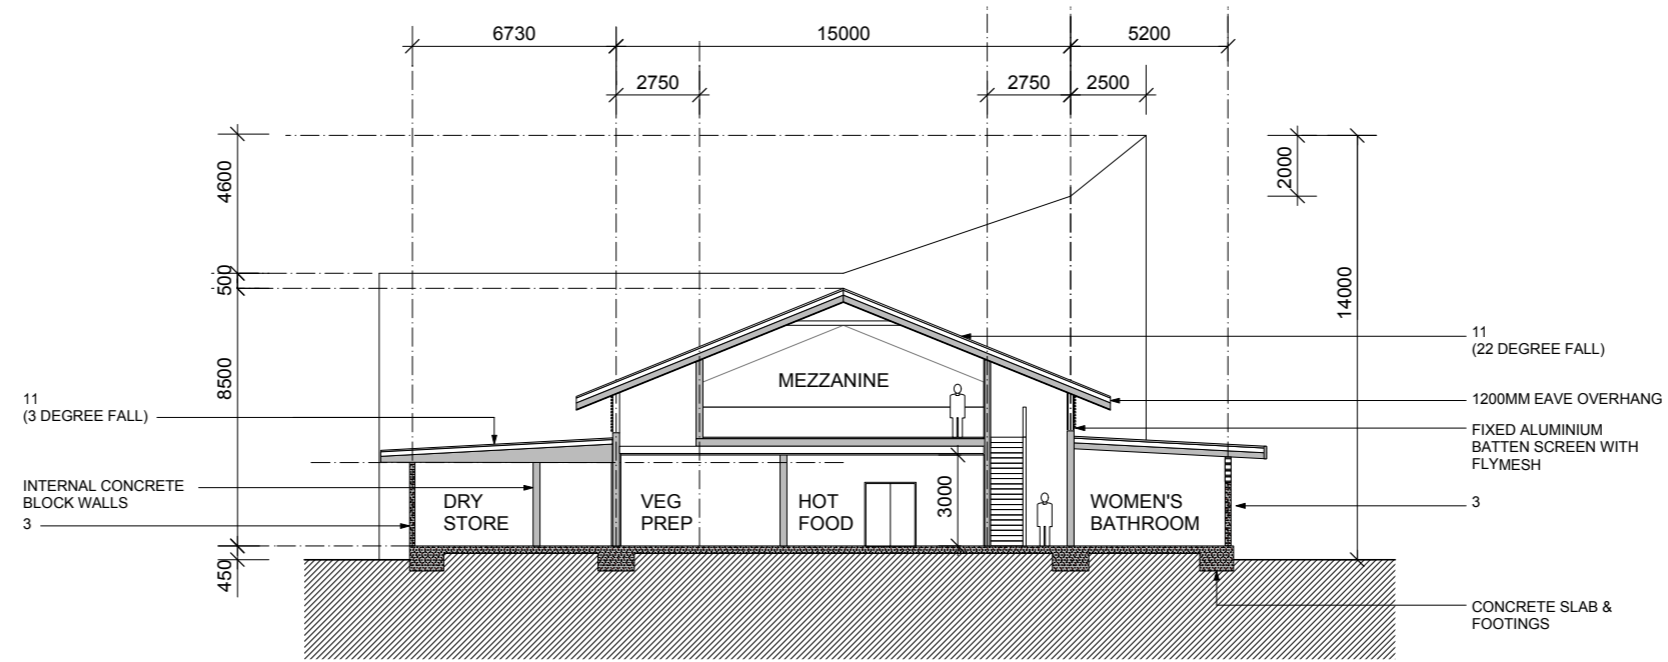 6730
15000
5200
2750
2750
2500
4600
500
8500
450
2000
14000
3000
11
(3 DEGREE FALL)
INTERNAL CONCRETE
BLOCK WALLS
3
DRY
STORE
VEG
PREP
HOT
FOOD
MEZZANINE
WOMEN'S
BATHROOM
11
(22 DEGREE FALL)
1200MM EAVE OVERHANG
FIXED ALUMINIUM
BATTEN SCREEN WITH
FLYMESH
3
CONCRETE SLAB &
FOOTINGS